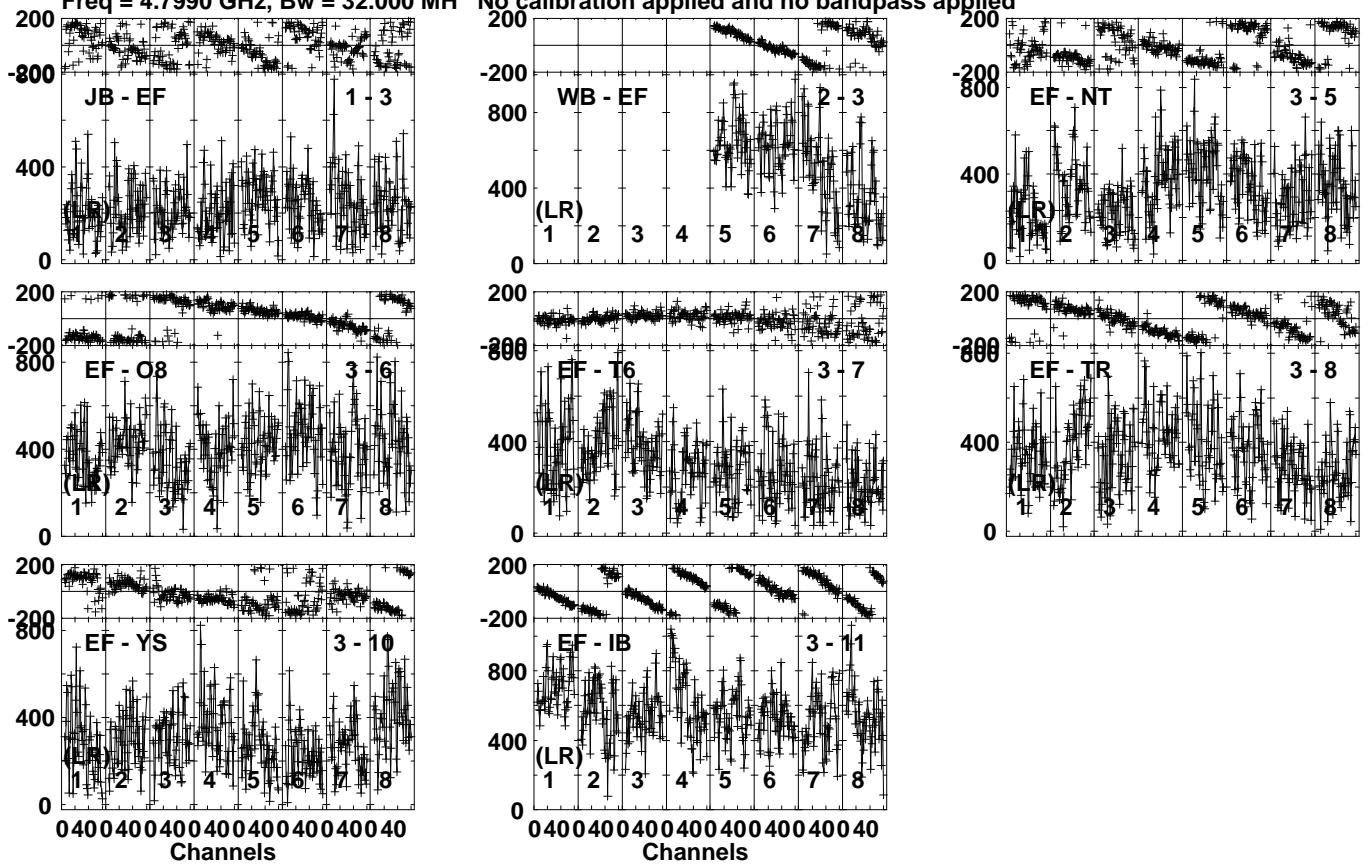 Freq = 4.7990 GHz, Bw = 32.000 MH No calibration applied and no bandpass applied
200 200 200
-200 -200 -200
800 800
JB - EF 1 - 3 WB - EF 2 - 3 EF - NT 3 - 5
800
400 400 400
(LR) (LR) (LR)
1 2 3 4 5 6 7 8 1 2 3 4 5 6 7 8 1 2 3 4 5 6 7 8
0 0 0
200 200 200
-200 -200 -200
800 800 800
EF - O8 3 - 6 EF - T6 3 - 7 EF - TR 3 - 8
400 400 400
(LR) (LR) (LR)
1 2 3 4 5 6 7 8 1 2 3 4 5 6 7 8 1 2 3 4 5 6 7 8
0 0 0
200 200
-200 -200
800
EF - YS 3 - 10 EF - IB 3 - 11
800
400 400
(LR) (LR)
1 2 3 4 5 6 7 8 1 2 3 4 5 6 7 8
0 0
0 40 0 40 0 40 0 40 0 40 0 40 0 40 0 40 0 40 0 40 0 40 0 40 0 40 0 40 0 40 0 40
Channels Channels